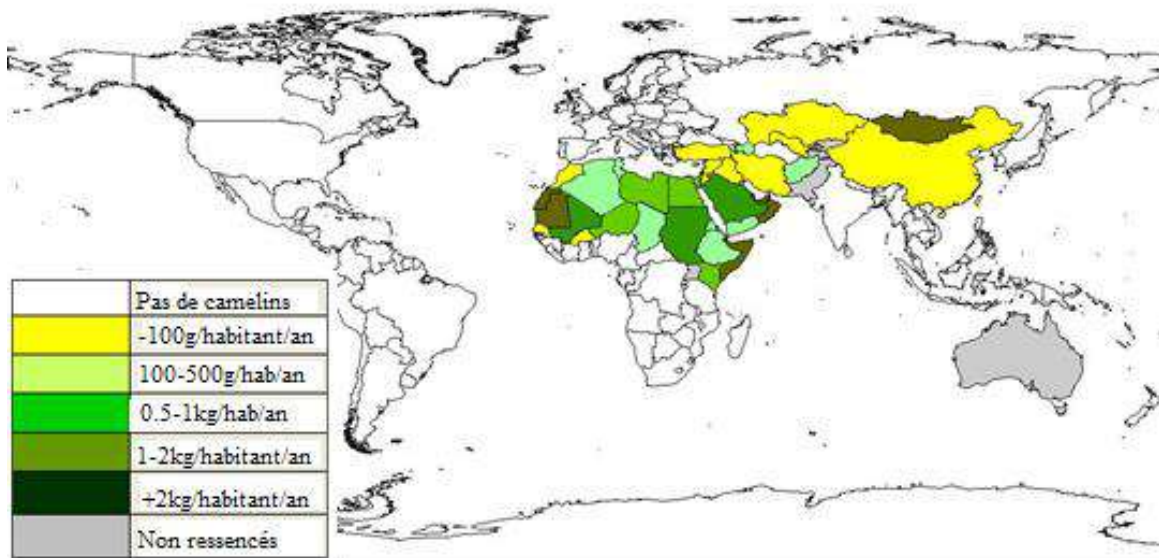 Pas de camelins
-100g/habitant/an
100-500g/hab/an
0.5-1kg/hab/an
1-2kg/habitant/an
+2kg/habitant/an
Non ressencés